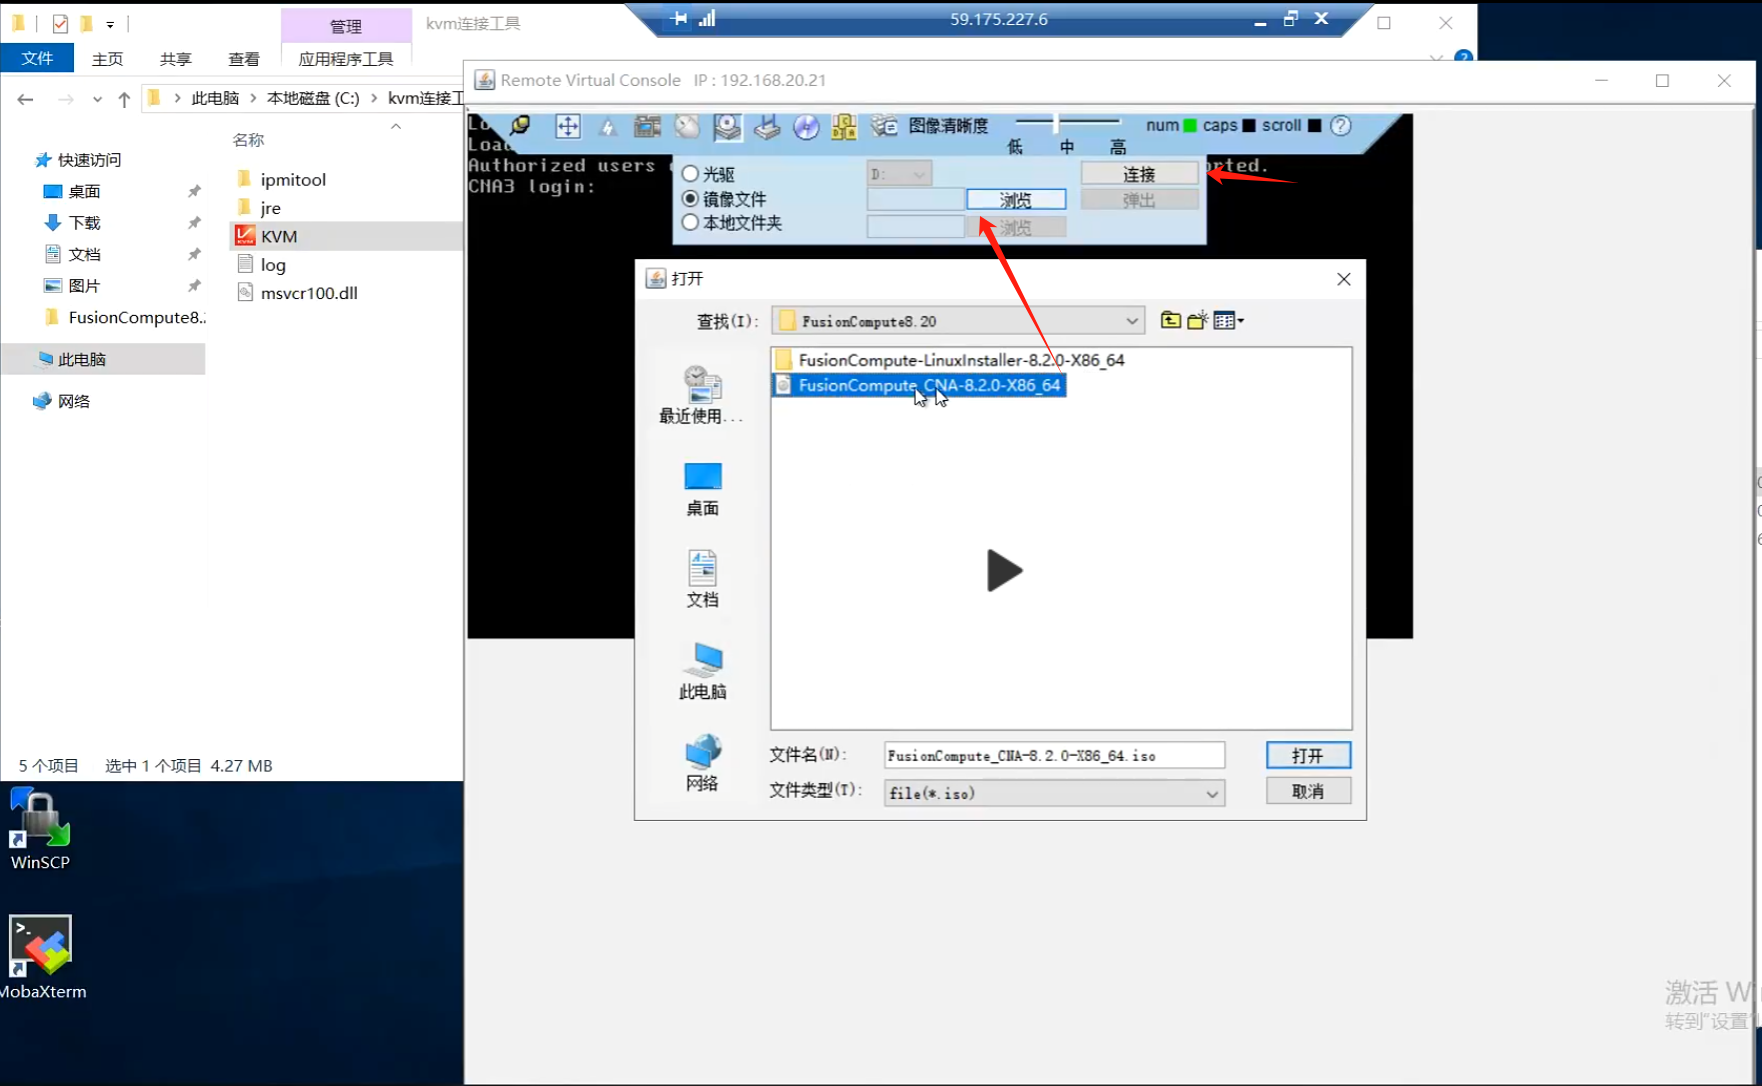 管理
kvm连接工具
59.175.227.6
文件
主页
共享
查看
应用程序工具
Remote Virtual Console IP : 192.168.20.21
此电脑
本地磁盘 (C:)
kvm连接工
图像清晰度
低
中
高
num
caps
scroll
Authorized users
rted.
CNA3 login:
光驱
D:
连接
镜像文件
浏览
弹出
本地文件夹
浏览
名称
快速访问
桌面
下载
文档
图片
FusionCompute8.
此电脑
网络
ipmitool
jre
KVM
log
msvcr100.dll
打开
查找(I):
FusionCompute8.20
FusionCompute-LinuxInstaller-8.2.0-X86_64
FusionCompute_CNA-8.2.0-X86_64
最近使用...
桌面
文档
此电脑
网络
文件名(N):
FusionCompute_CNA-8.2.0-X86_64.iso
打开
文件类型(T):
file(*.iso)
取消
5 个项目
选中 1 个项目 4.27 MB
WinSCP
MobaXterm
激活 W
转到"设置"